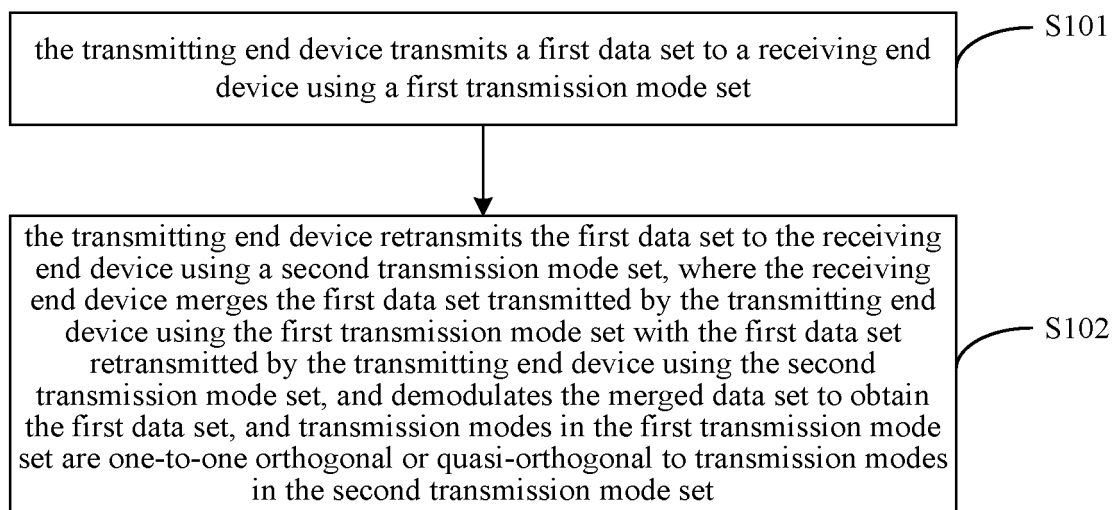 the transmitting end device transmits a first data set to a receiving end
device using a first transmission mode set
S101
the transmitting end device retransmits the first data set to the receiving
end device using a second transmission mode set, where the receiving
end device merges the first data set transmitted by the transmitting end
device using the first transmission mode set with the first data set
retransmitted by the transmitting end device using the second
transmission mode set, and demodulates the merged data set to obtain
the first data set, and transmission modes in the first transmission mode
set are one-to-one orthogonal or quasi-orthogonal to transmission modes
in the second transmission mode set
S102